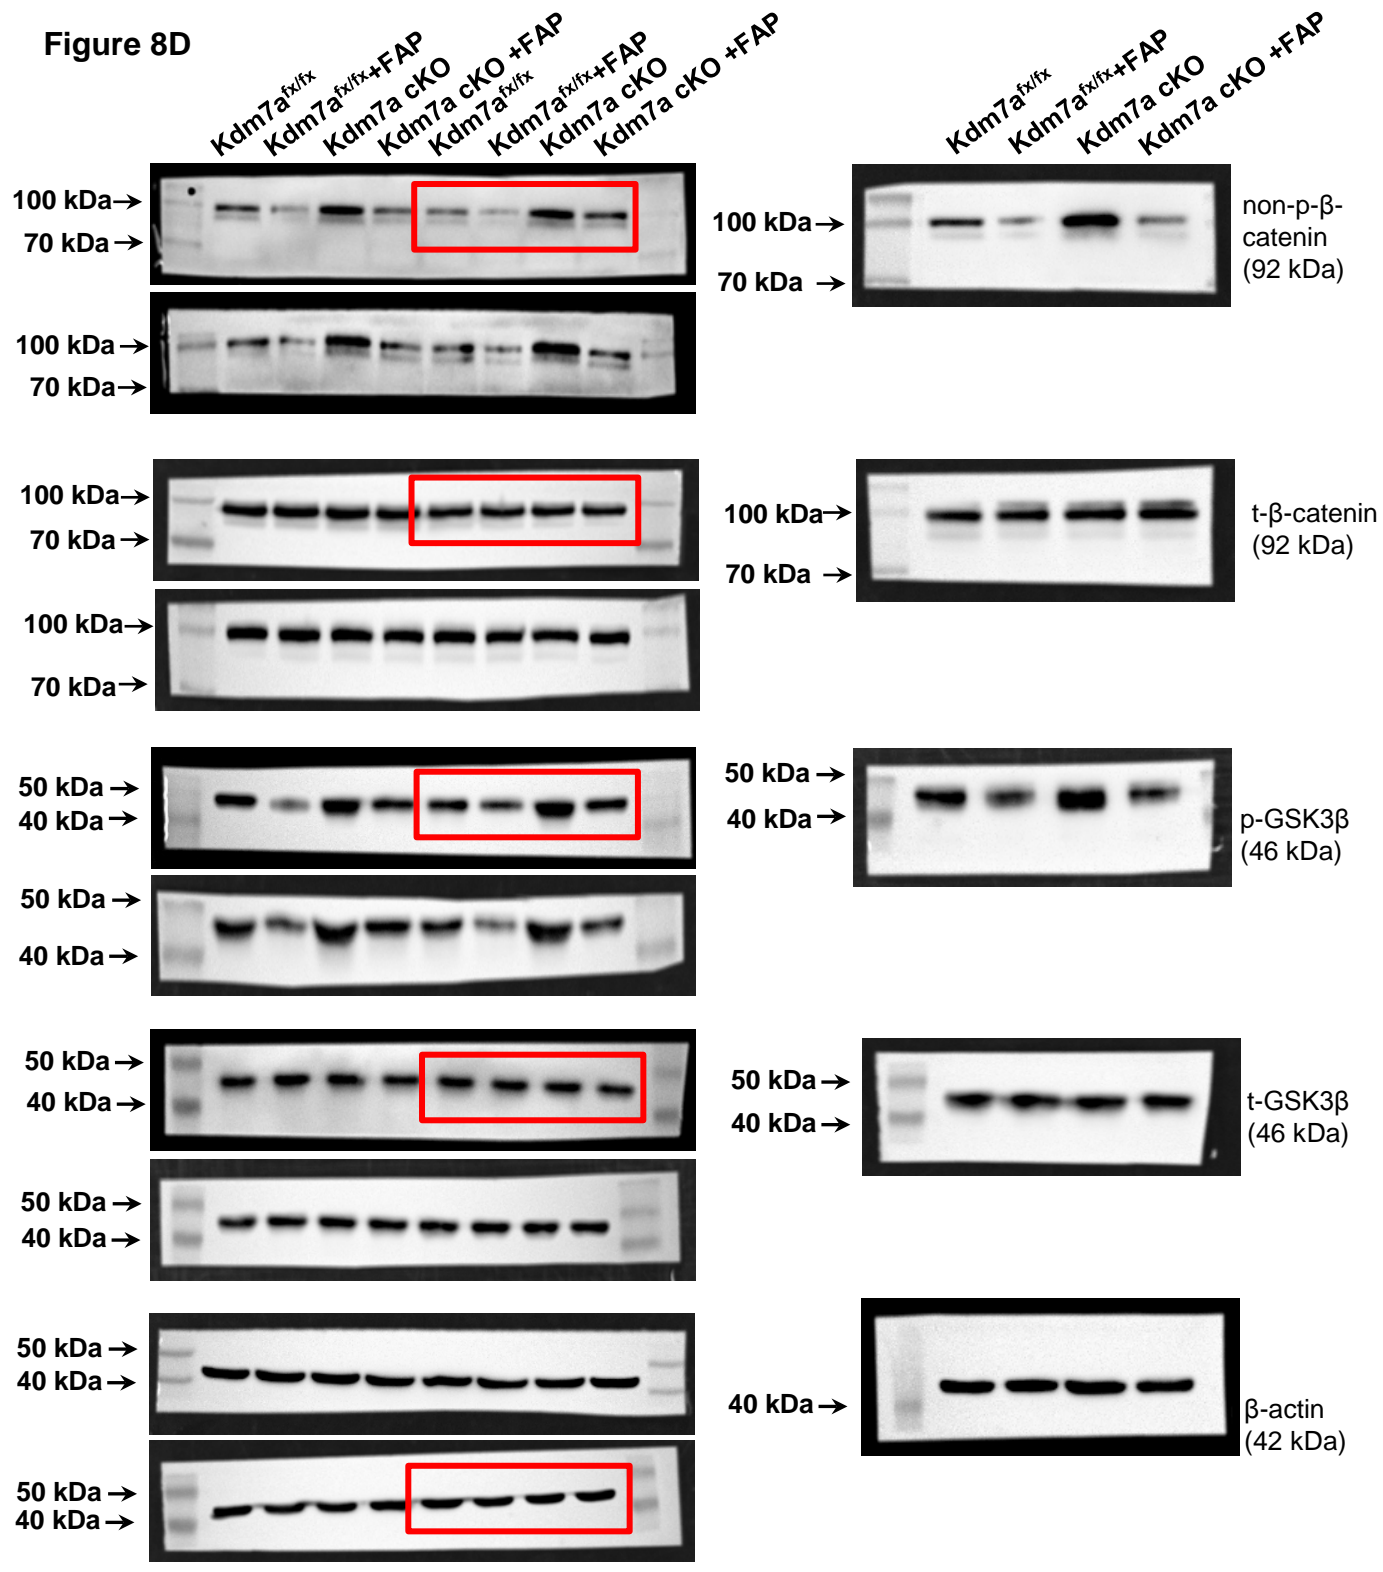 Figure 8D
Kdm7afx/fx
Kdm7afx/fx+FAP
Kdm7a cKO
Kdm7a cKO +FAP
Kdm7afx/fx
Kdm7afx/fx+FAP
Kdm7a cKO
Kdm7a cKO +FAP
Kdm7afx/fx
Kdm7afx/fx+FAP
Kdm7a cKO
Kdm7a cKO +FAP
100 kDa→
70 kDa→
100 kDa→
70 kDa →
non-p-β-
catenin
(92 kDa)
100 kDa→
70 kDa→
100 kDa→
70 kDa→
100 kDa→
70 kDa →
t-β-catenin
(92 kDa)
100 kDa→
70 kDa→
50 kDa→
40 kDa→
50 kDa→
40 kDa→
p-GSK3β
(46 kDa)
50 kDa→
40 kDa→
50 kDa→
40 kDa→
50 kDa→
40 kDa→
t-GSK3β
(46 kDa)
50 kDa→
40 kDa→
50 kDa→
40 kDa→
40 kDa→
β-actin
(42 kDa)
50 kDa→
40 kDa→